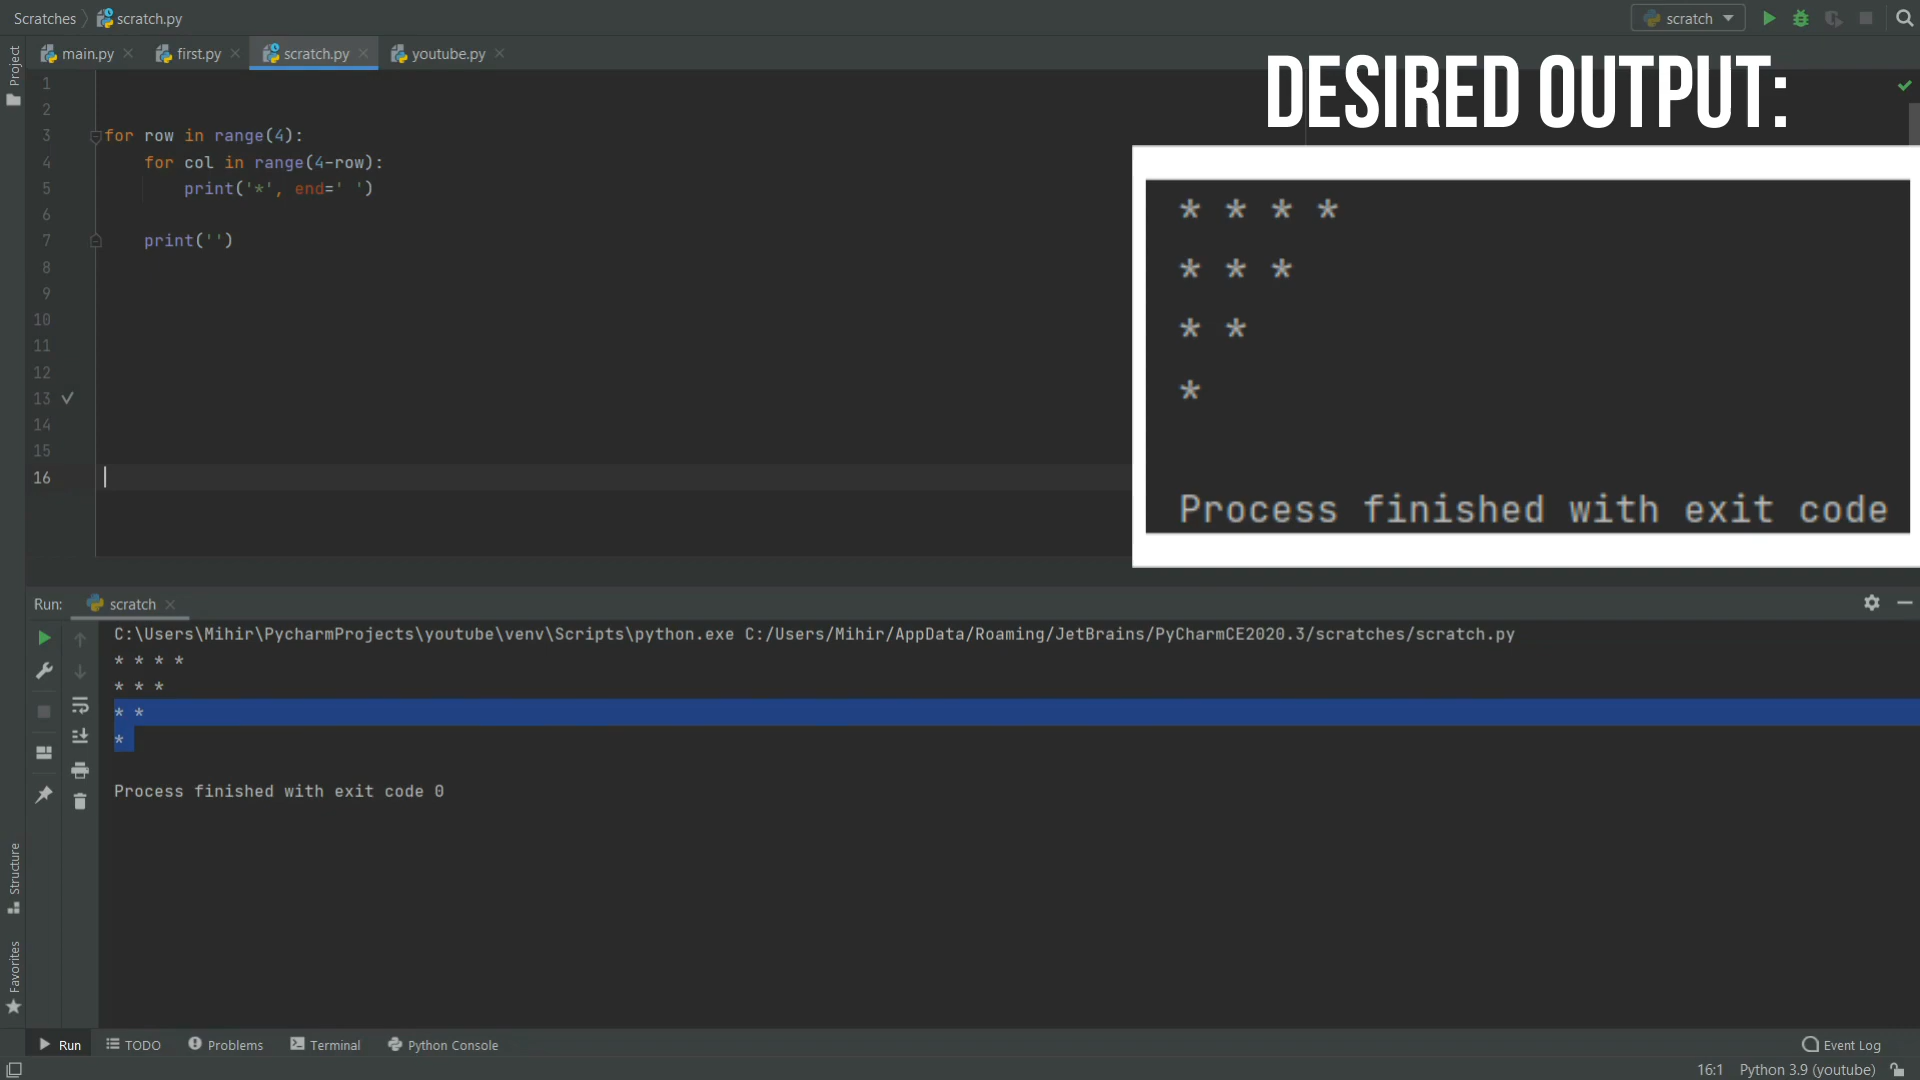 Scratches
scratch.py
scratch
main.py
first.py
scratch.py
youtube.py
Project
DESIRED OUTPUT:
1
2
3 for row in range(4):
4 for col in range(4-row):
5 print('*', end=' ')
6
7 print('')
8
9
10
11
12
13
14
15
16
* * * *
* * *
* *
*
Process finished with exit code
Run:
scratch
C:\Users\Mihir\PycharmProjects\youtube\venv\Scripts\python.exe C:/Users/Mihir/AppData/Roaming/JetBrains/PyCharmCE2020.3/scratches/scratch.py
* * * *
* * *
* *
*
Process finished with exit code 0
Structure
Favorites
Run
TODO
Problems
Terminal
Python Console
Event Log
16:1
Python 3.9 (youtube)